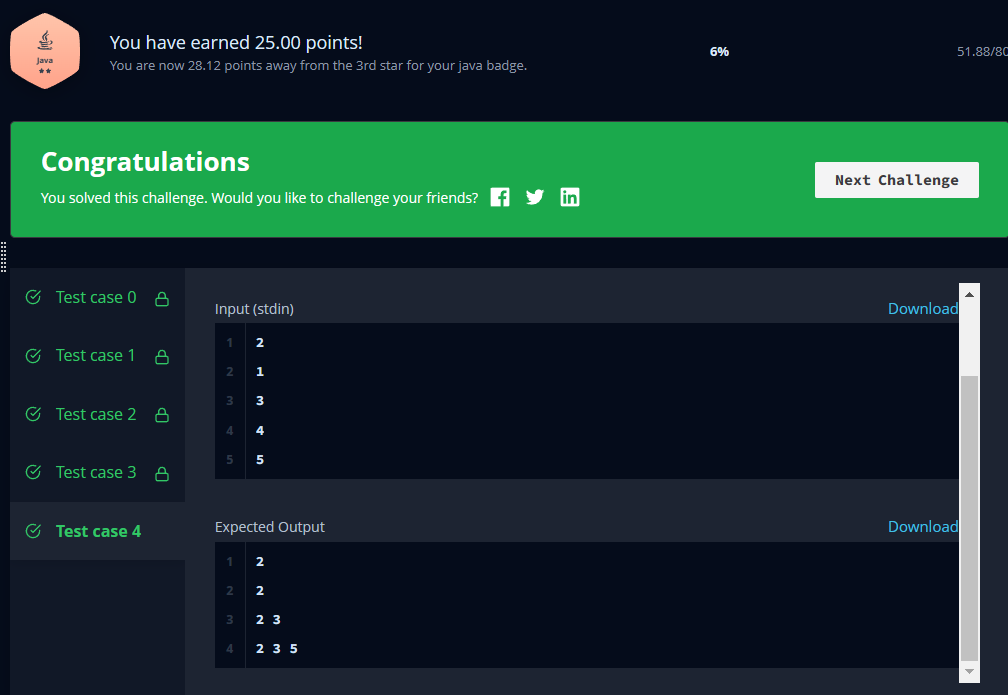 Java
You have earned 25.00 points!
You are now 28.12 points away from the 3rd star for your java badge.
6%
51.88/80
Congratulations
You solved this challenge. Would you like to challenge your friends?
Next Challenge
Test case 0
Test case 1
Test case 2
Test case 3
Test case 4
Input (stdin)
Download
1 2
2 1
3 3
4 4
5 5
Expected Output
Download
1 2
2 2
3 2 3
4 2 3 5